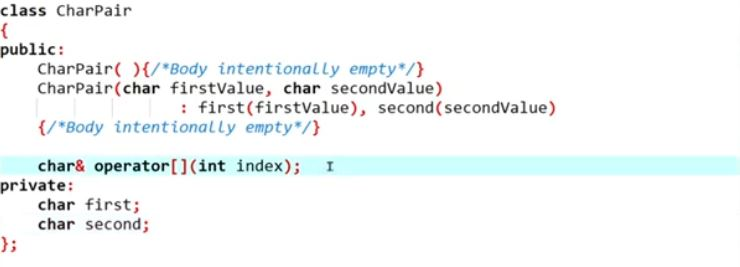 class CharPair
{
public:
    CharPair( ){/*Body intentionally empty*/}
    CharPair(char firstValue, char secondValue)
                : first(firstValue), second(secondValue)
    {/*Body intentionally empty*/}

    char& operator[](int index);
private:
    char first;
    char second;
};